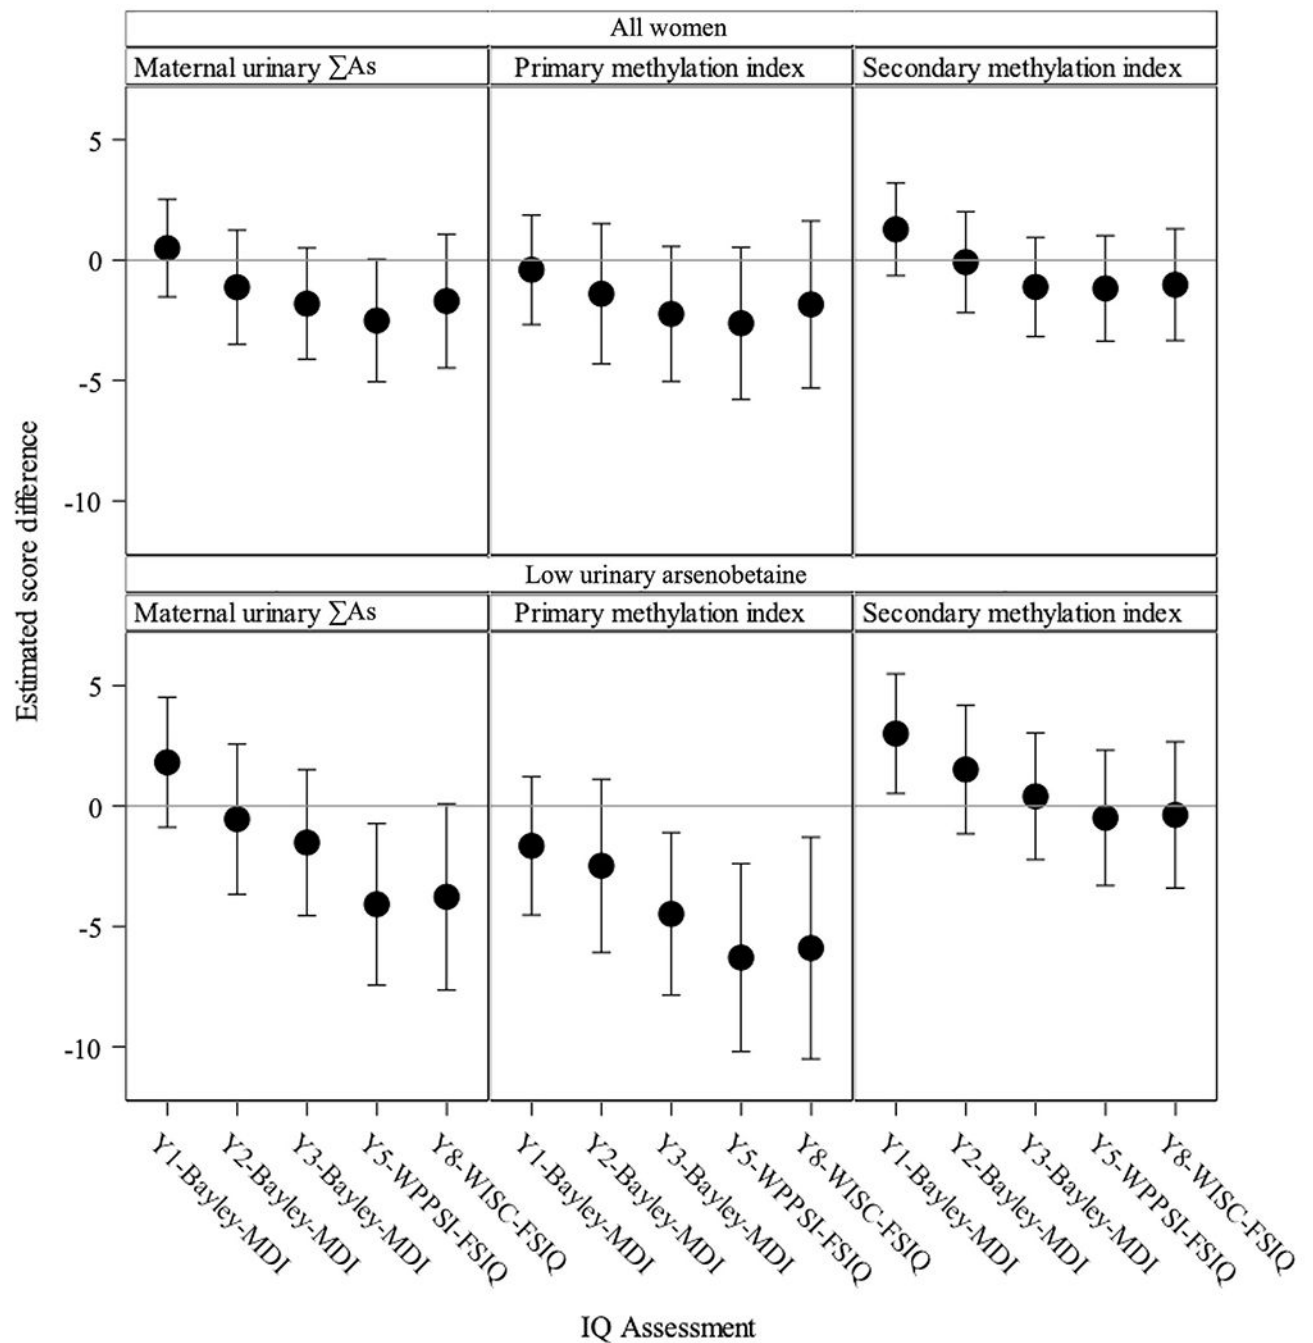 All women
Maternal urinary ∑As
Primary methylation index
Secondary methylation index
5
0
-5
-10
Estimated score difference
Low urinary arsenobetaine
Maternal urinary ∑As
Primary methylation index
Secondary methylation index
5
0
-5
-10
Y1-Bayley-MDI
Y2-Bayley-MDI
Y3-Bayley-MDI
Y5-WPPSI-FSIQ
Y8-WISC-FSIQ
Y1-Bayley-MDI
Y2-Bayley-MDI
Y3-Bayley-MDI
Y5-WPPSI-FSIQ
Y8-WISC-FSIQ
Y1-Bayley-MDI
Y2-Bayley-MDI
Y3-Bayley-MDI
Y5-WPPSI-FSIQ
Y8-WISC-FSIQ
IQ Assessment